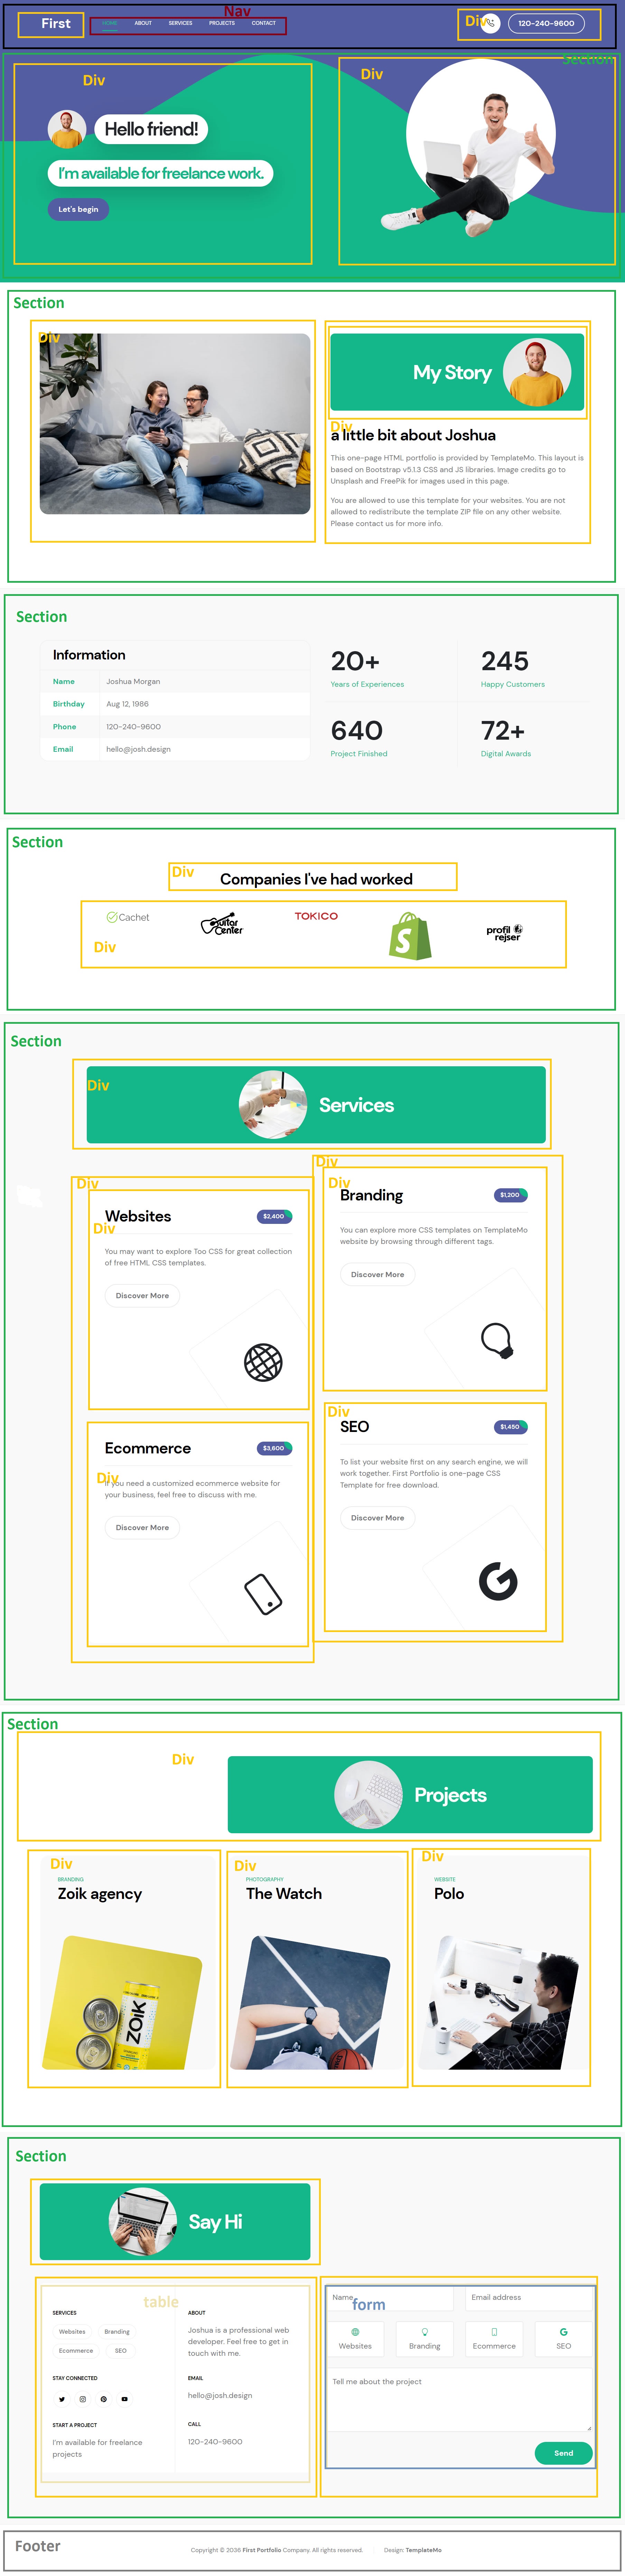 Nav
First
HOME ABOUT SERVICES PROJECTS CONTACT
Div
120-240-9600
Section
Div
Div
Hello friend!
I'm available for freelance work.
Let's begin
Section
Div
My Story
Div
a little bit about Joshua
This one-page HTML portfolio is provided by TemplateMo. This layout is
based on Bootstrap v5.1.3 CSS and JS libraries. Image credits go to
Unsplash and FreePik for images used in this page.
You are allowed to use this template for your websites. You are not
allowed to redistribute the template ZIP file on any other website.
Please contact us for more info.
Section
Information
Name Joshua Morgan
Birthday Aug 12, 1986
Phone 120-240-9600
Email hello@josh.design
20+
Years of Experiences
245
Happy Customers
640
Project Finished
72+
Digital Awards
Section
Div
Companies I've had worked
Cachet
Guitar
Center
TOKICO
S
profil
rejser
Div
Section
Div
Services
Div
Websites
$2,400
Div
You may want to explore Too CSS for great collection
of free HTML CSS templates.
Discover More
Div
Div
Branding
$1,200
You can explore more CSS templates on TemplateMo
website by browsing through different tags.
Discover More
Ecommerce
$3,600
Div
If you need a customized ecommerce website for
your business, feel free to discuss with me.
Discover More
Div
SEO
$1,450
To list your website first on any search engine, we will
work together. First Portfolio is one-page CSS
Template for free download.
Discover More
Section
Div
Projects
Div
BRANDING
Zoik agency
ZOIK
Div
PHOTOGRAPHY
The Watch
Div
WEBSITE
Polo
Section
Say Hi
table
SERVICES
Websites Branding
Ecommerce SEO
STAY CONNECTED
START A PROJECT
I'm available for freelance
projects
ABOUT
Joshua is a professional web
developer. Feel free to get in
touch with me.
EMAIL
hello@josh.design
CALL
120-240-9600
form
Name
Email address
Websites Branding Ecommerce SEO
Tell me about the project
Send
Footer
Copyright © 2036 First Portfolio Company. All rights reserved. Design: TemplateMo